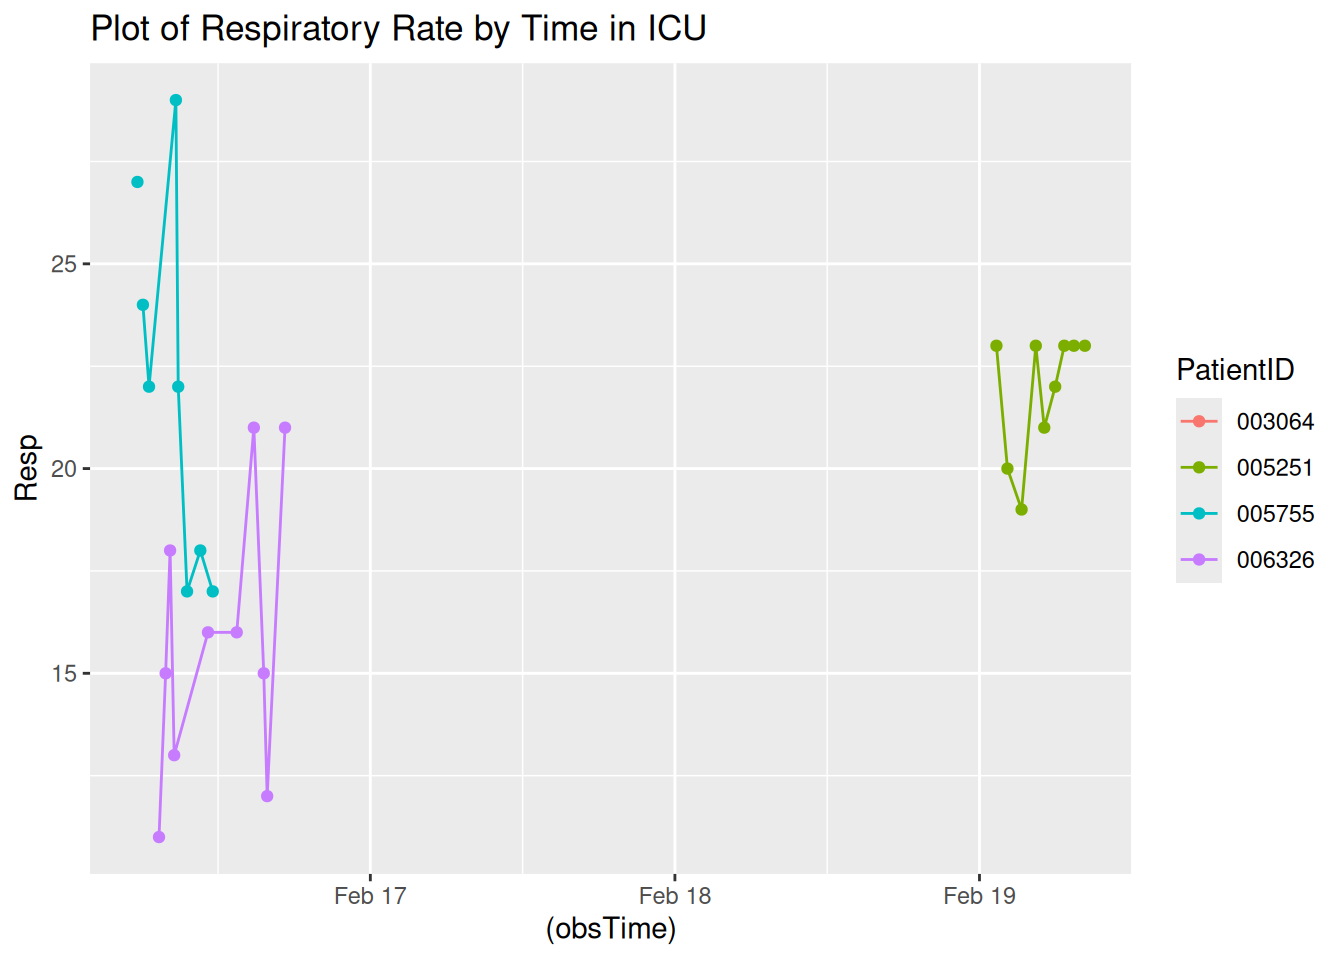 Plot of Respiratory Rate by Time in ICU
Resp
25
20
15
Feb 17
Feb 18
Feb 19
(obsTime)
PatientID
003064
005251
005755
006326